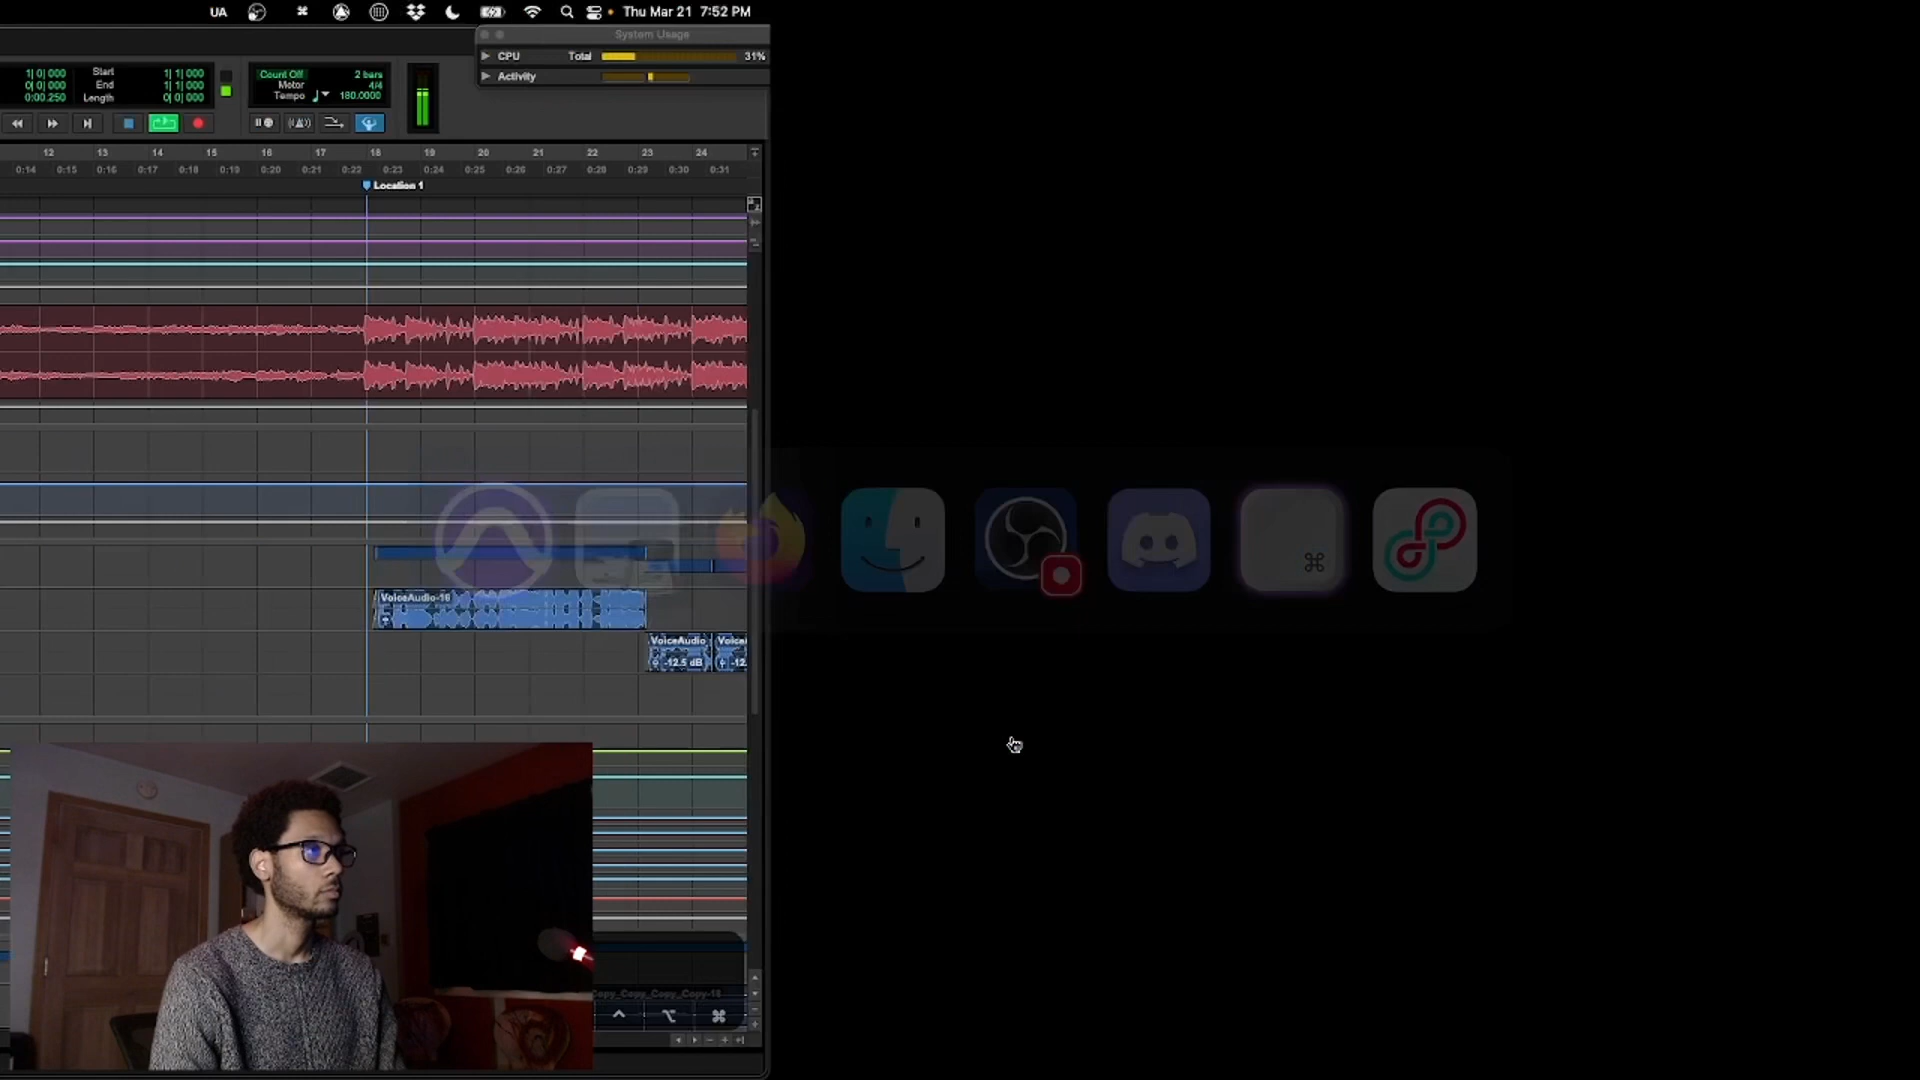 UA Thu Mar 21 7:52 PM
System Usage
CPU Total 31%
Activity
1| 0| 000 Start 1| 1| 000
0| 0| 000 End 1| 1| 000
0:00.250 Length 0| 0| 000
Count Off 2 bars
Meter 4/4
Tempo 180.0000
12 13 14 15 16 17 18 19 20 21 22 23 24
0:14 0:15 0:16 0:17 0:18 0:19 0:20 0:21 0:22 0:23 0:24 0:25 0:26 0:27 0:28 0:29 0:30 0:31
Location 1
VoiceAudio-16
VoiceAudio
-12.5 dB -12.
Copy_Copy_Copy_Copy-16